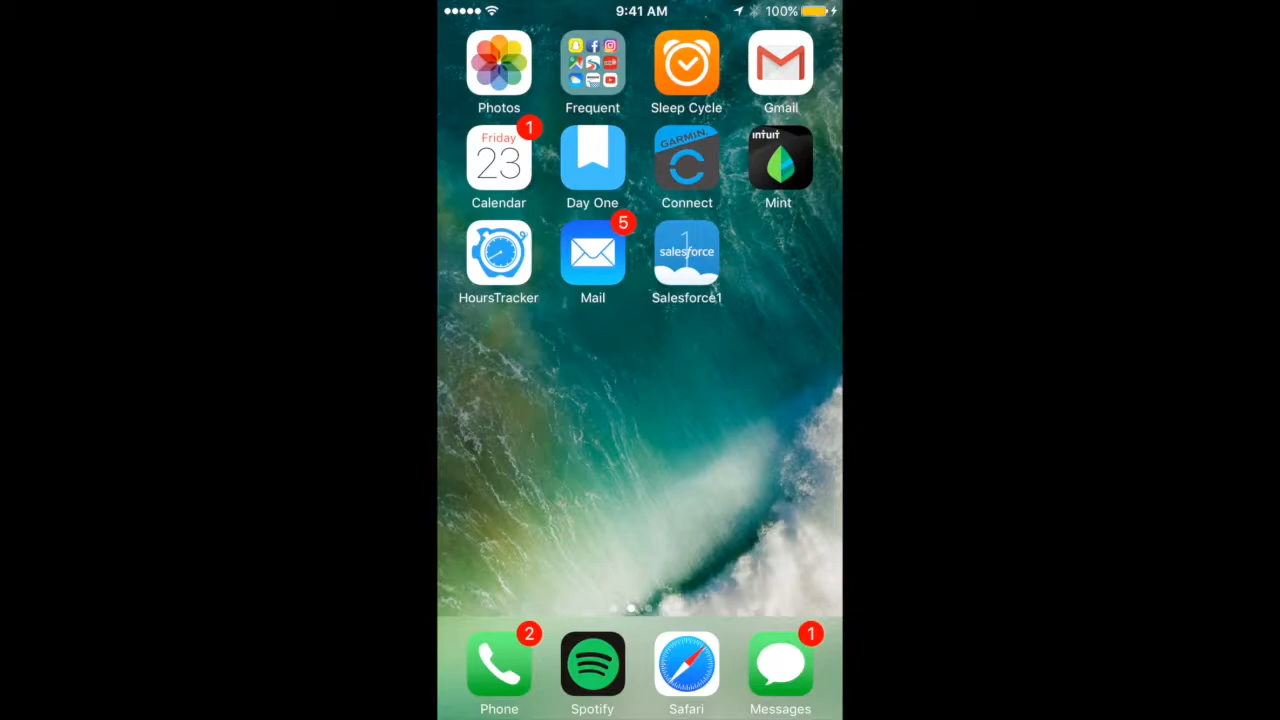 9:41 AM
100%
Photos
Frequent
Sleep Cycle
Gmail
Friday
1
23
GARMIN.
intuit
Calendar
Day One
Connect
Mint
5
1
salesforce
HoursTracker
Mail
Salesforce1
2
1
Phone
Spotify
Safari
Messages